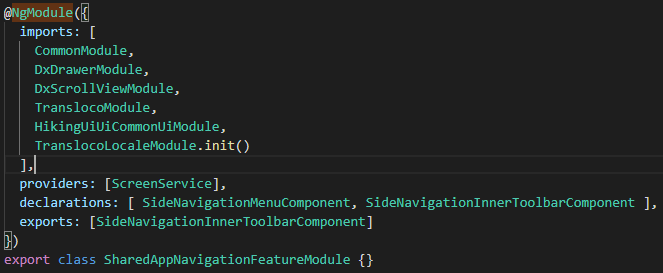 @NgModule({
  imports: [
    CommonModule,
    DxDrawerModule,
    DxScrollViewModule,
    TranslocoModule,
    HikingUiUiCommonUiModule,
    TranslocoLocaleModule.init()
  ],
  providers: [ScreenService],
  declarations: [ SideNavigationMenuComponent, SideNavigationInnerToolbarComponent ],
  exports: [SideNavigationInnerToolbarComponent]
})
export class SharedAppNavigationFeatureModule {}